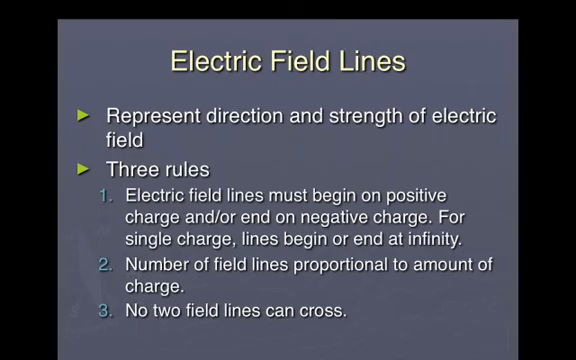 Electric Field Lines
► Represent direction and strength of electric
field
► Three rules
1. Electric field lines must begin on positive
charge and/or end on negative charge. For
single charge, lines begin or end at infinity.
2. Number of field lines proportional to amount of
charge.
3. No two field lines can cross.